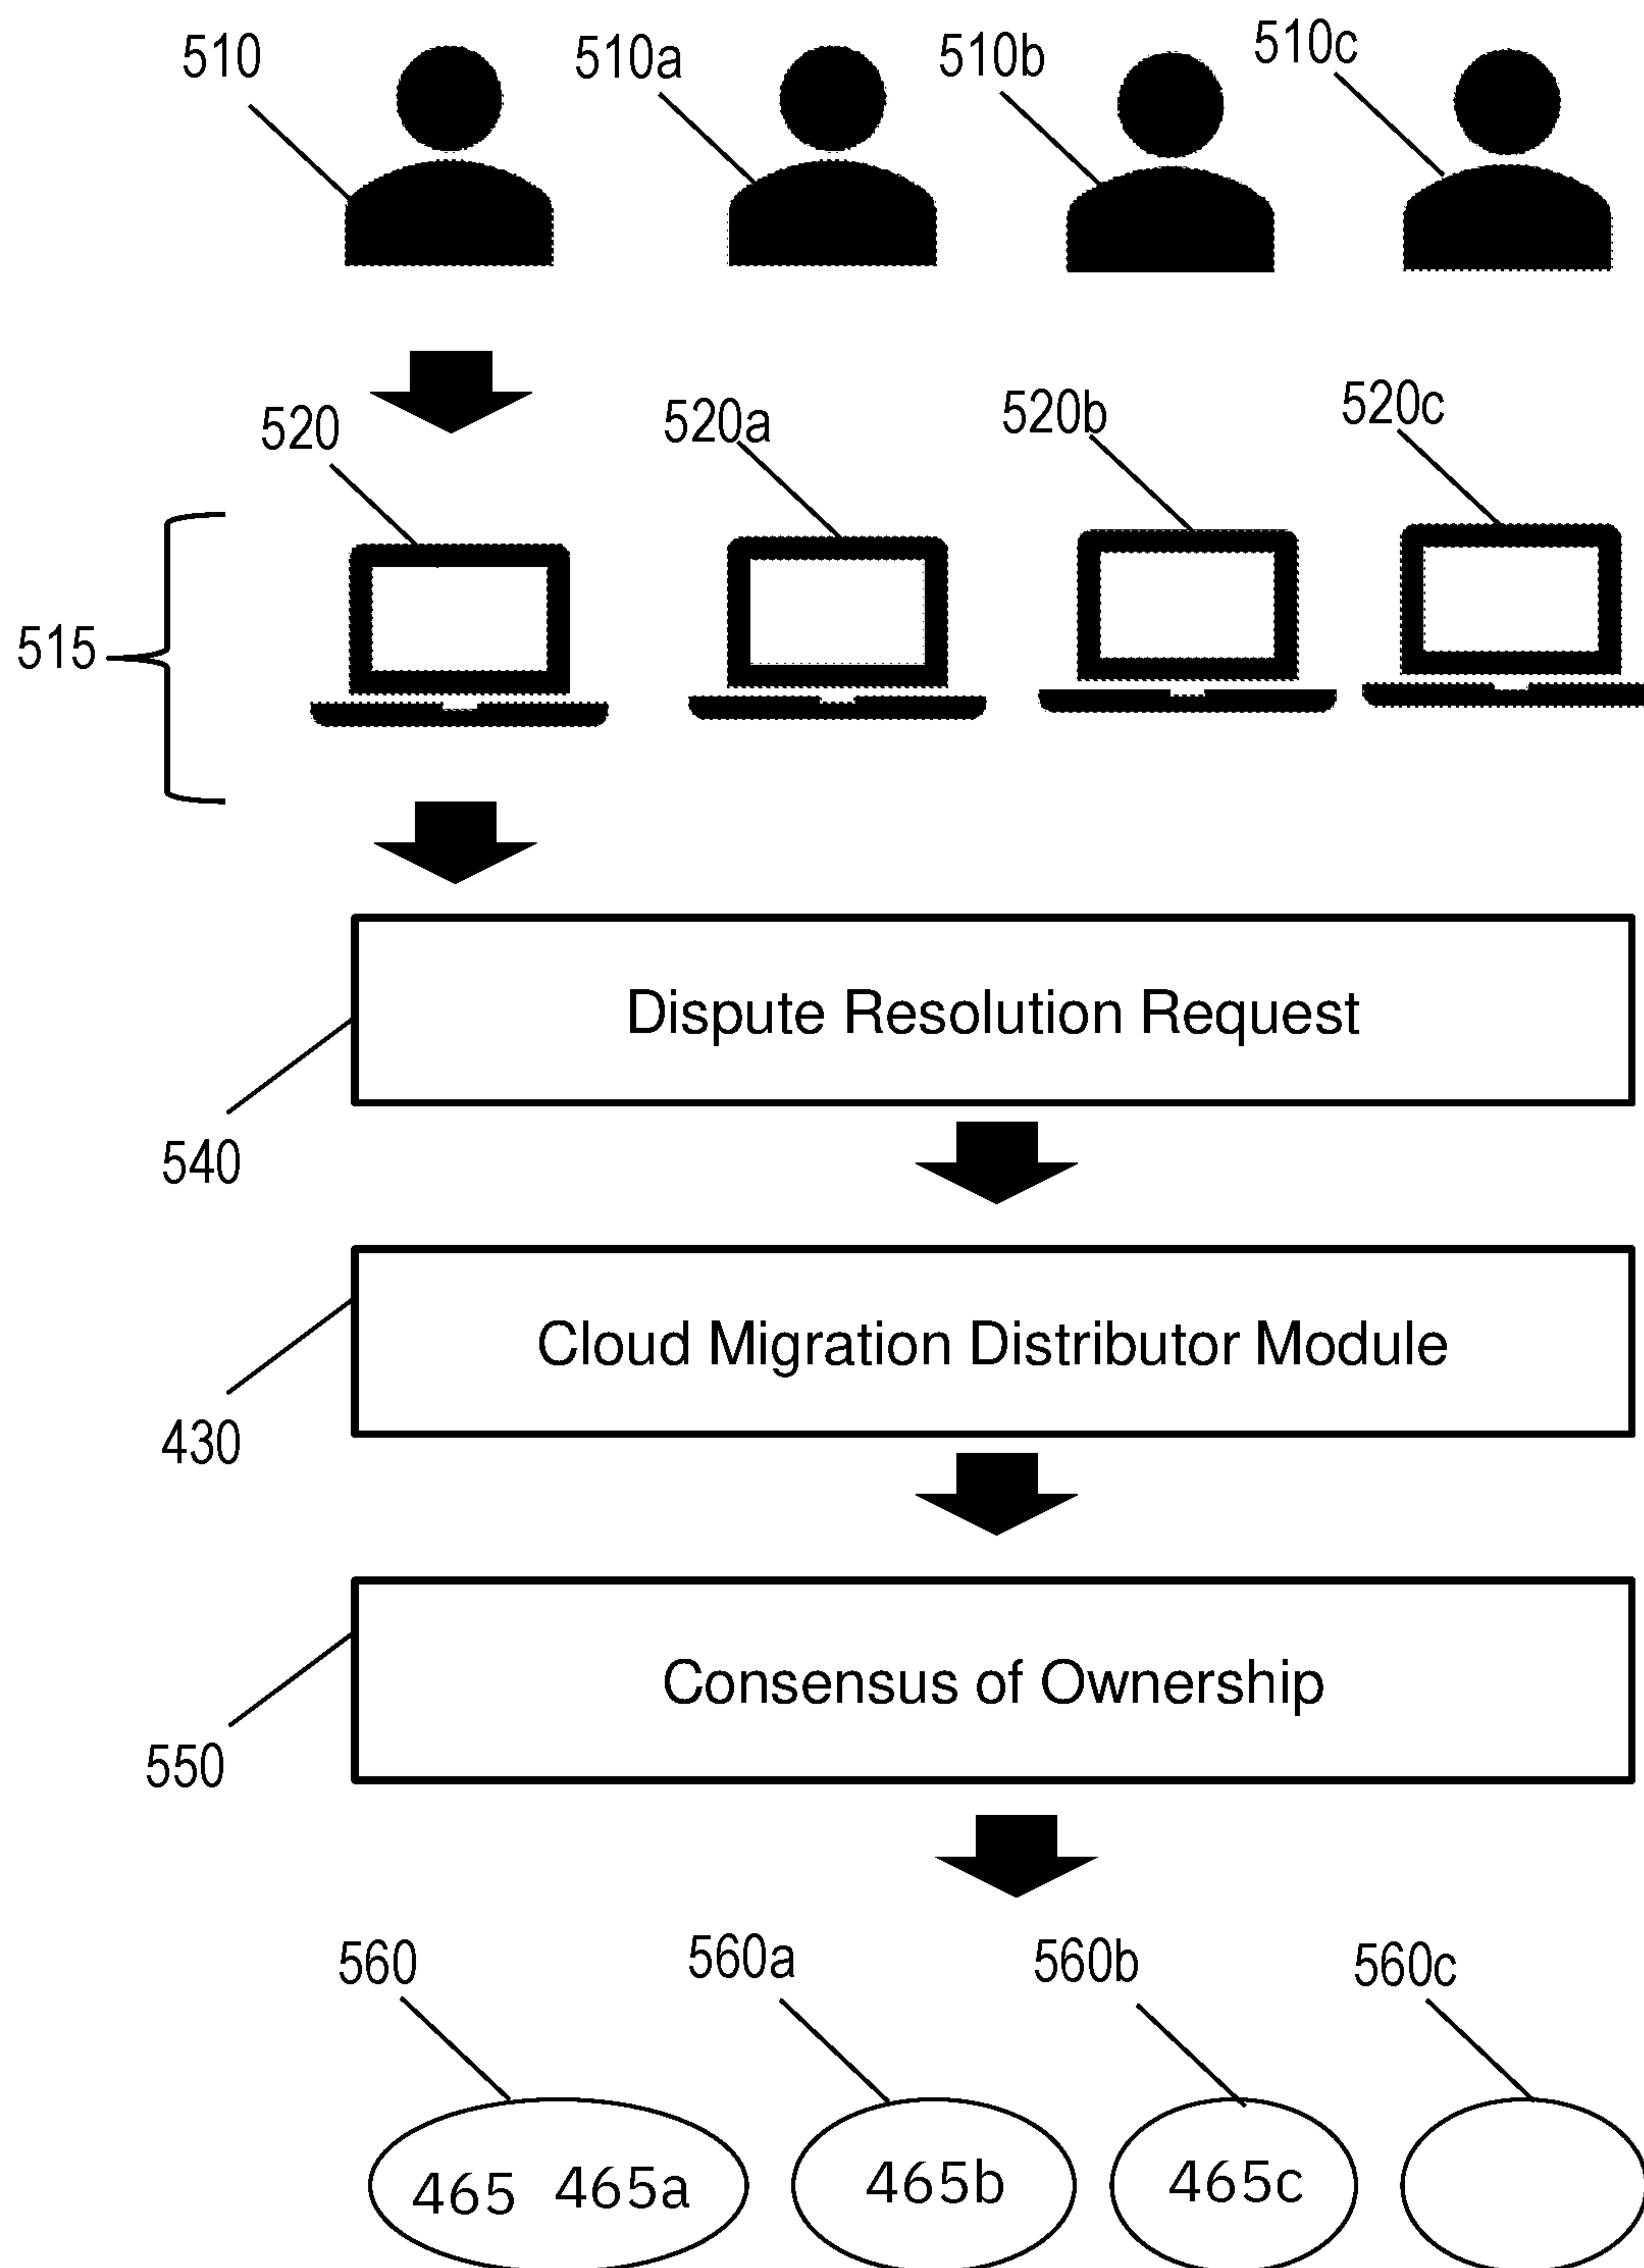 510 510a 510b 510c
520 520a 520b 520c
515
Dispute Resolution Request
540
Cloud Migration Distributor Module
430
Consensus of Ownership
550
560 560a 560b 560c
465 465a 465b 465c